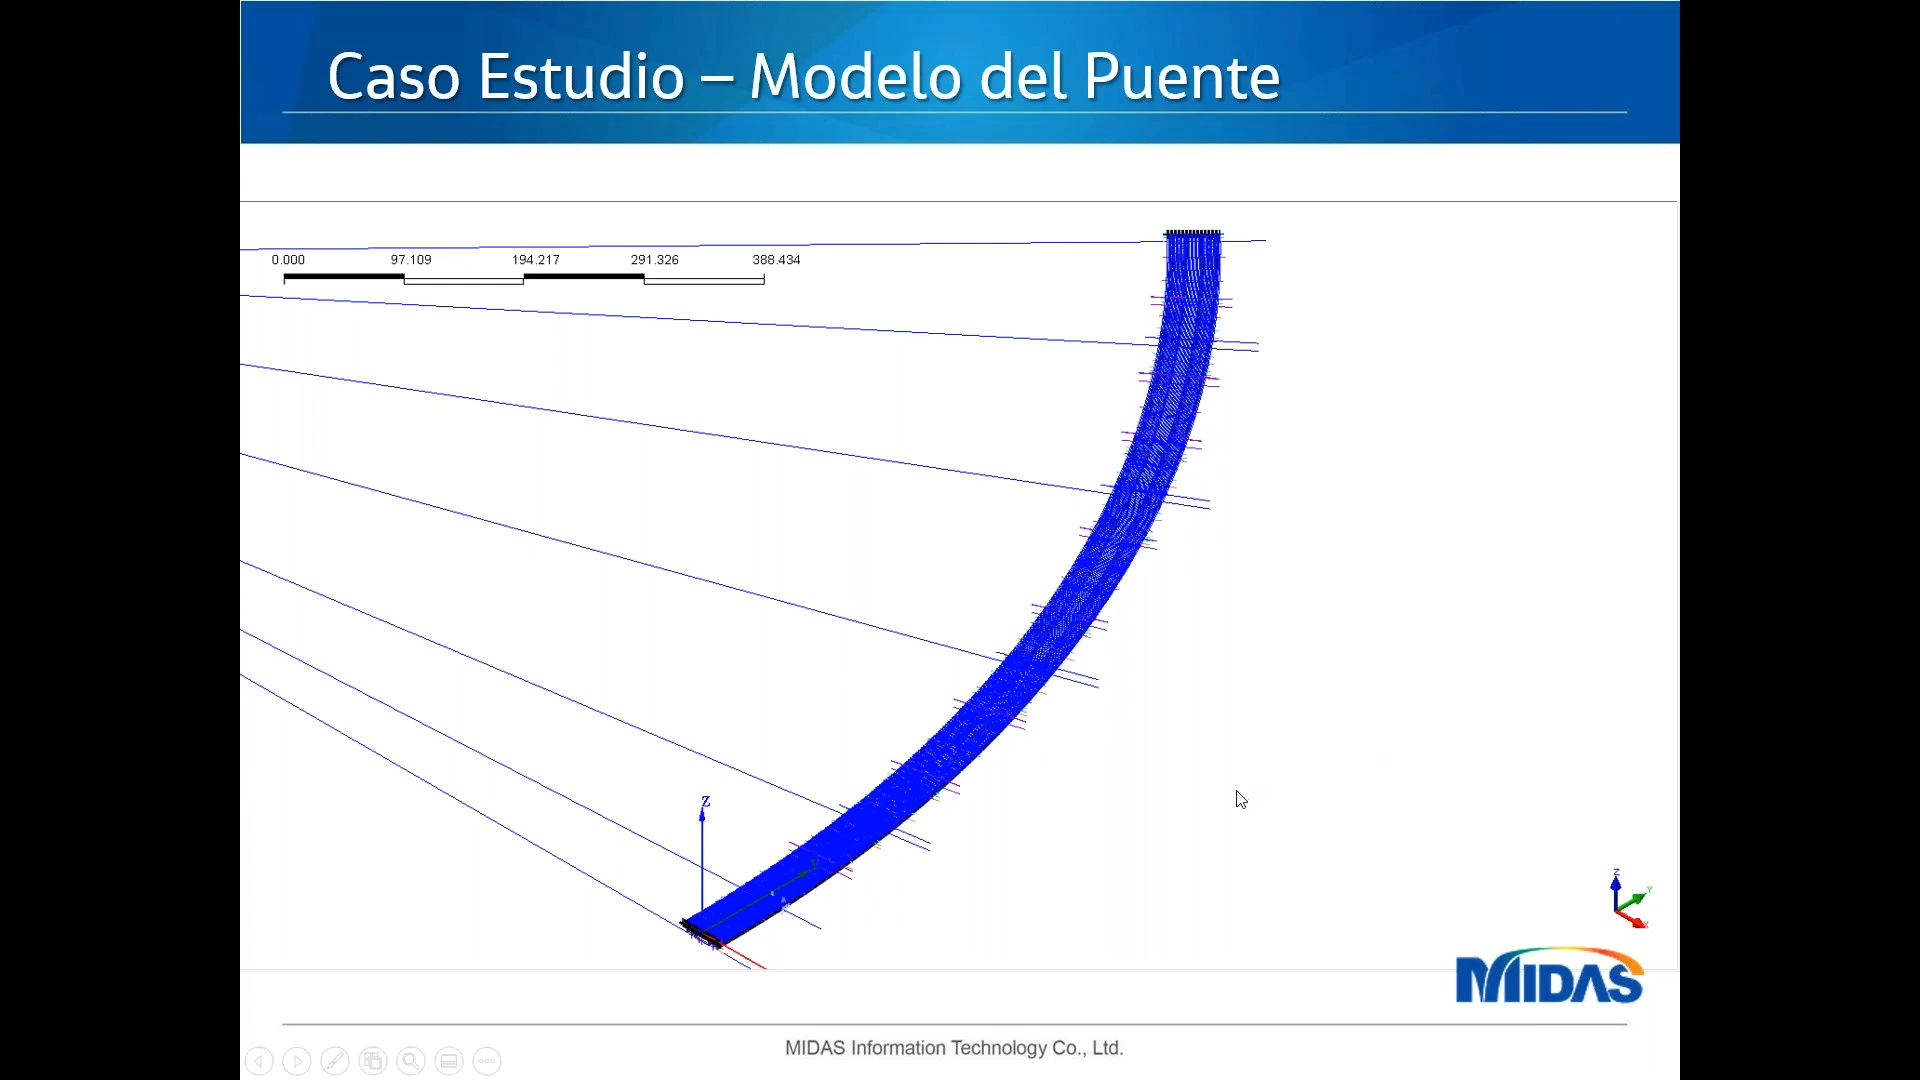 Caso Estudio – Modelo del Puente
0.000 97.109 194.217 291.326 388.434
Z
Y
Z
Y
X
MIDAS
MIDAS Information Technology Co., Ltd.